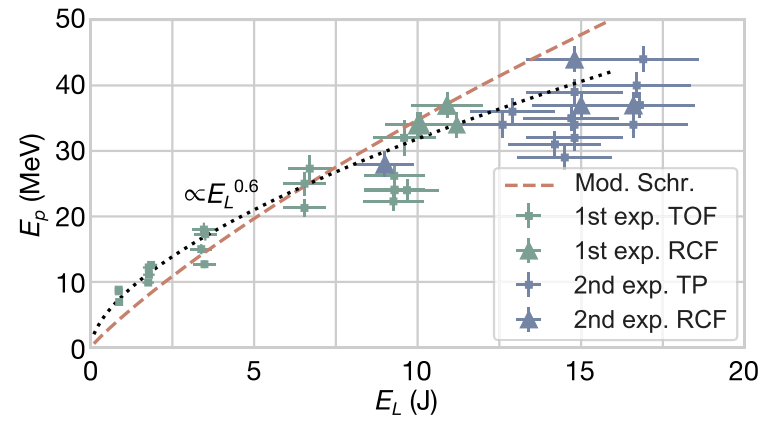 50
40
30
20
10
0
E_p (MeV)
∝E_L^0.6
Mod. Schr.
1st exp. TOF
1st exp. RCF
2nd exp. TP
2nd exp. RCF
0 5 10 15 20
E_L (J)